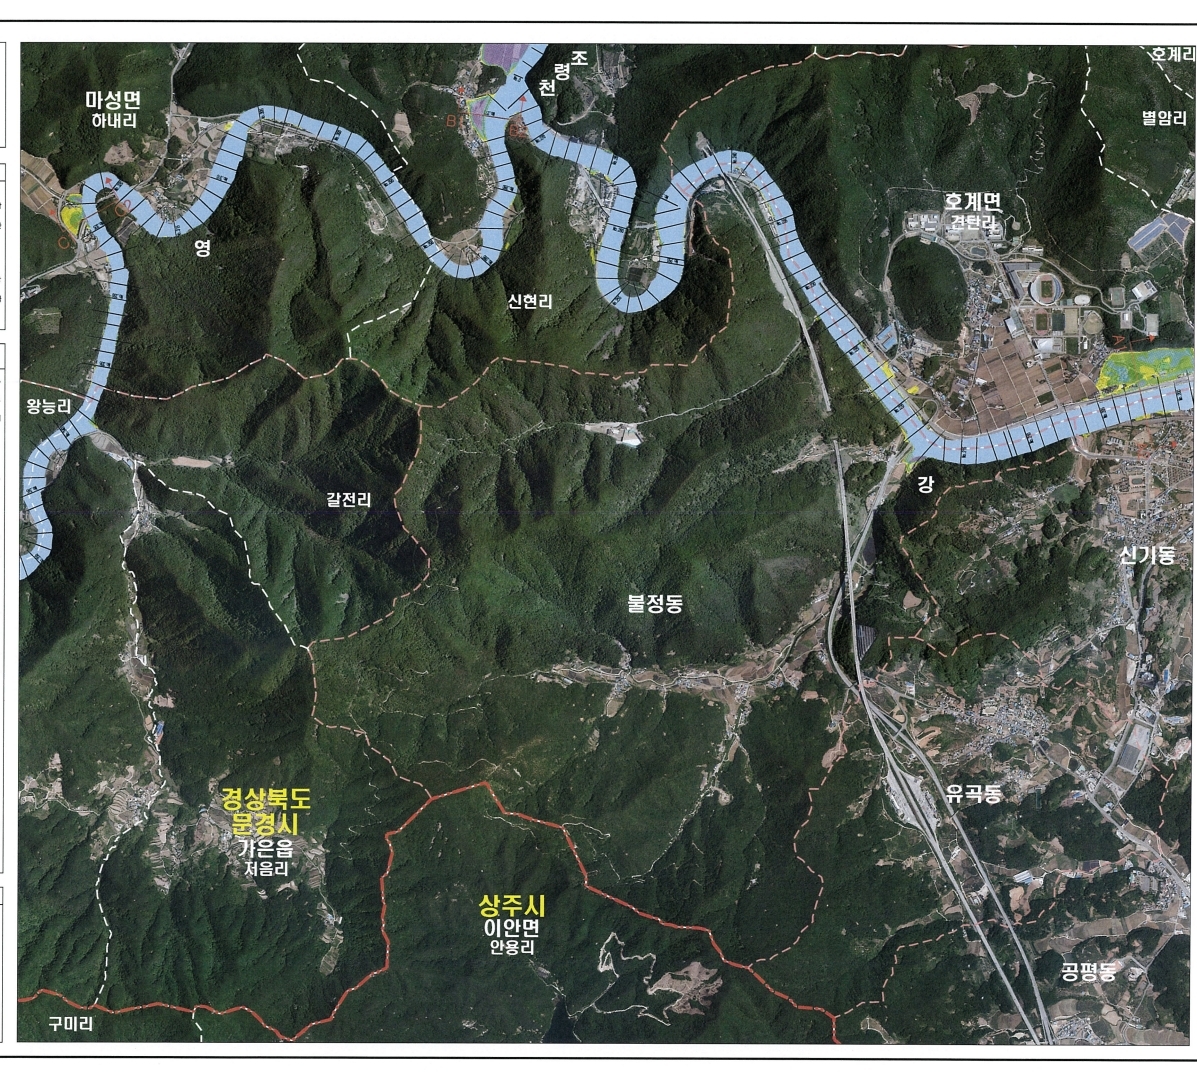 조
령
천
호계리
마성면
하내리
별암리
호계면
견탄리
영
신현리
왕능리
강
갈전리
신기동
불정동
경상북도
문경시
가은읍
저음리
유곡동
상주시
이안면
안용리
공평동
구미리